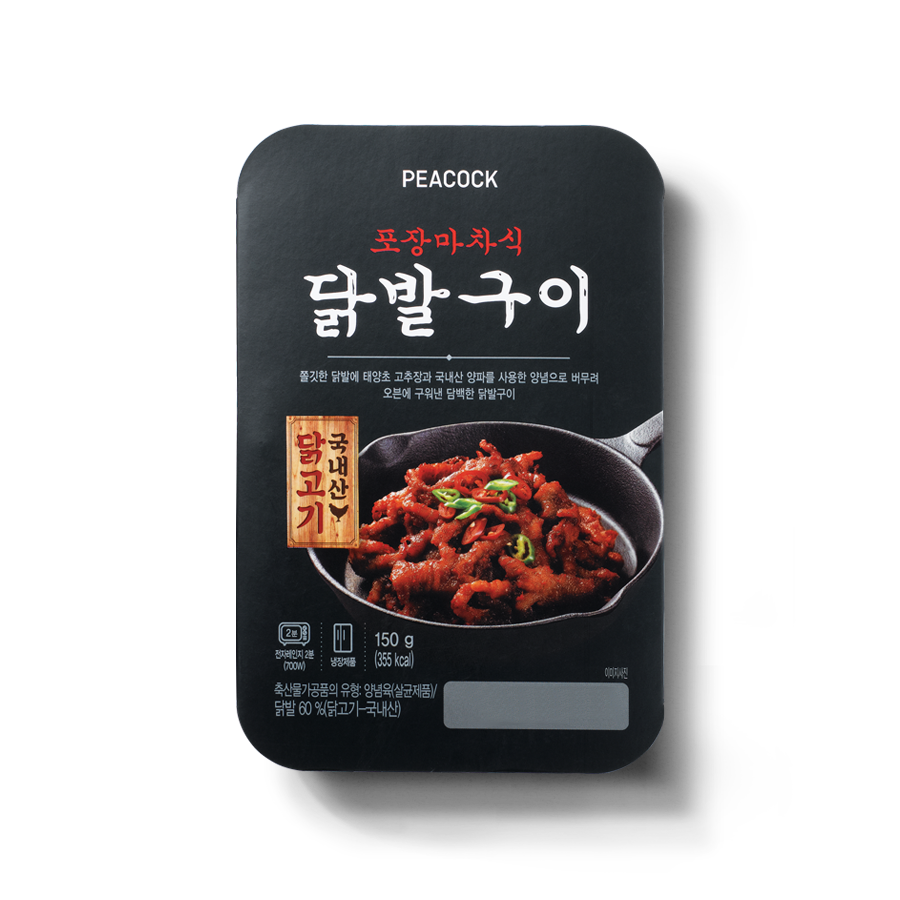 PEACOCK
포장마차식
닭발구이
쫄깃한 닭발에 태양초 고추장과 국내산 양파를 사용한 양념으로 버무려
오븐에 구워낸 담백한 닭발구이
국내산
닭고기
2분
전자레인지 2분
(700W)
냉장제품
150 g
(355 kcal)
이미지사진
축산물가공품의 유형: 양념육(살균제품)/
닭발 60 %(닭고기–국내산)